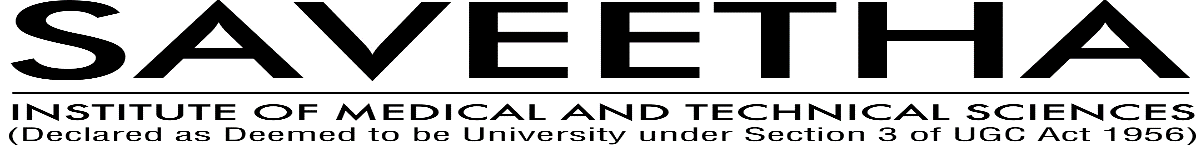 SAVEETHA
INSTITUTE OF MEDICAL AND TECHNICAL SCIENCES
(Declared as Deemed to be University under Section 3 of UGC Act 1956)